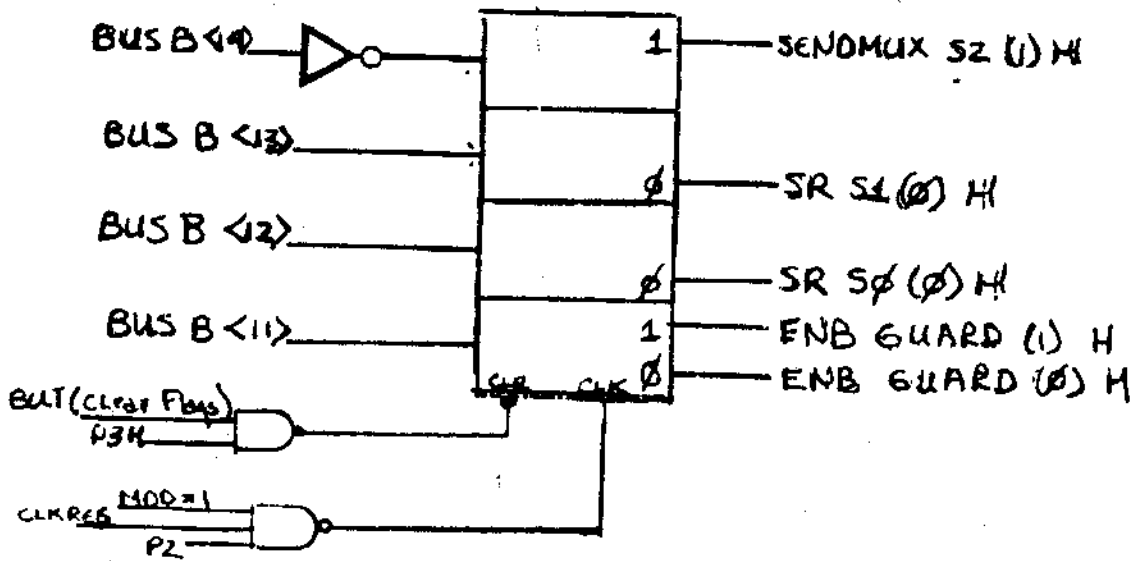 BUS B <14>
1
SENDMUX S2 (1) H
BUS B <13>
Ø
SR S1 (Ø) H
BUS B <12>
Ø
SR SØ (Ø) H
BUS B <11>
1
ENB GUARD (1) H
Ø
ENB GUARD (Ø) H
CLR
CLK
BUT (Clear Flags)
P3H
MOD=1
CLKREG
P2